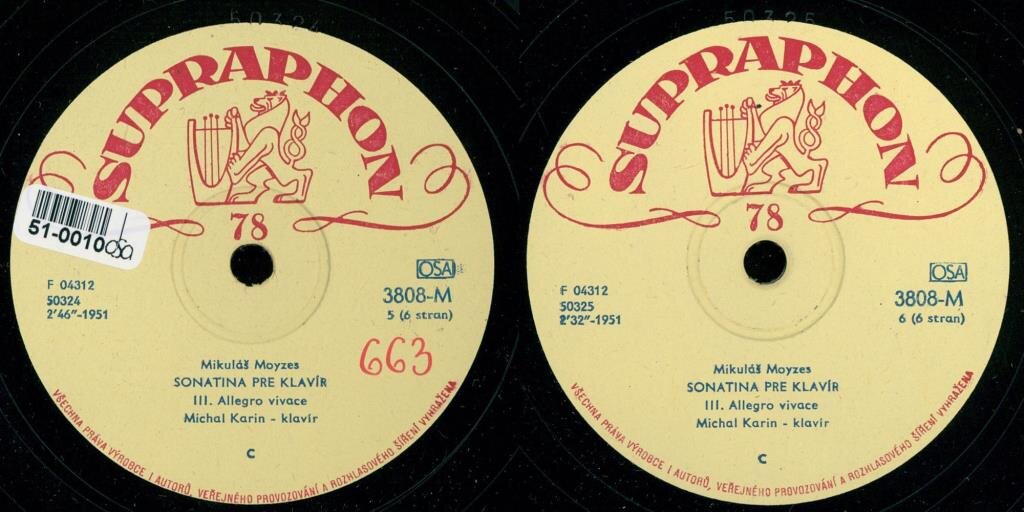 50324
SUPRAPHON
78
51-0010
osa
F 04312
50324
2'46"-1951
OSA
3808-M
5 (6 stran)
663
Mikuláš Moyzes
SONATINA PRE KLAVÍR
III. Allegro vivace
Michal Karin - klavír
C
VŠECHNA PRÁVA VÝROBCE I AUTORŮ, VEŘEJNÉHO PROVOZOVÁNÍ A ROZHLASOVÉHO ŠÍŘENÍ VYHRAŽENA
50325
SUPRAPHON
78
F 04312
50325
2'32"-1951
OSA
3808-M
6 (6 stran)
Mikuláš Moyzes
SONATINA PRE KLAVÍR
III. Allegro vivace
Michal Karin - klavír
C
VŠECHNA PRÁVA VÝROBCE I AUTORŮ, VEŘEJNÉHO PROVOZOVÁNÍ A ROZHLASOVÉHO ŠÍŘENÍ VYHRAŽENA